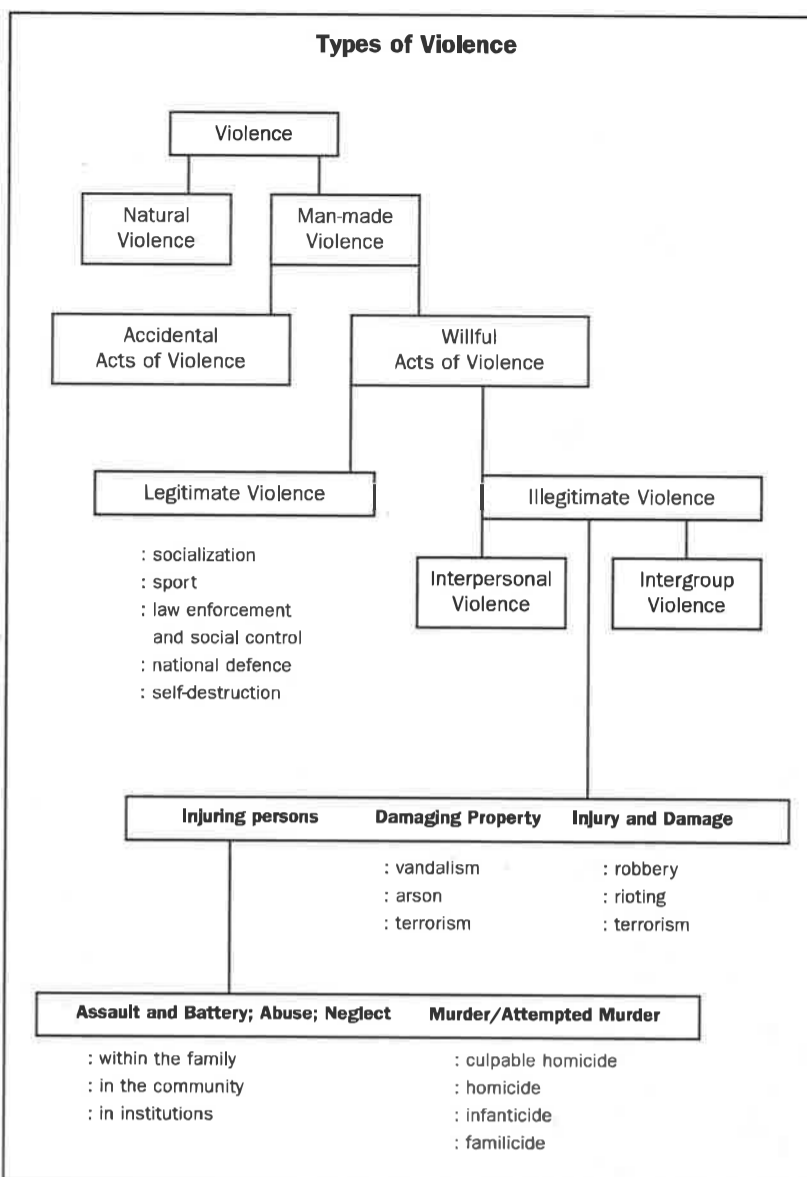 Types of Violence
Violence
Natural
Violence
Man-made
Violence
Accidental
Acts of Violence
Willful
Acts of Violence
Legitimate Violence
Illegitimate Violence
: socialization
: sport
: law enforcement
and social control
: national defence
: self-destruction
Interpersonal
Violence
Intergroup
Violence
Injuring persons
Damaging Property
Injury and Damage
: vandalism
: arson
: terrorism
: robbery
: rioting
: terrorism
Assault and Battery; Abuse; Neglect
Murder/Attempted Murder
: within the family
: in the community
: in institutions
: culpable homicide
: homicide
: infanticide
: familicide